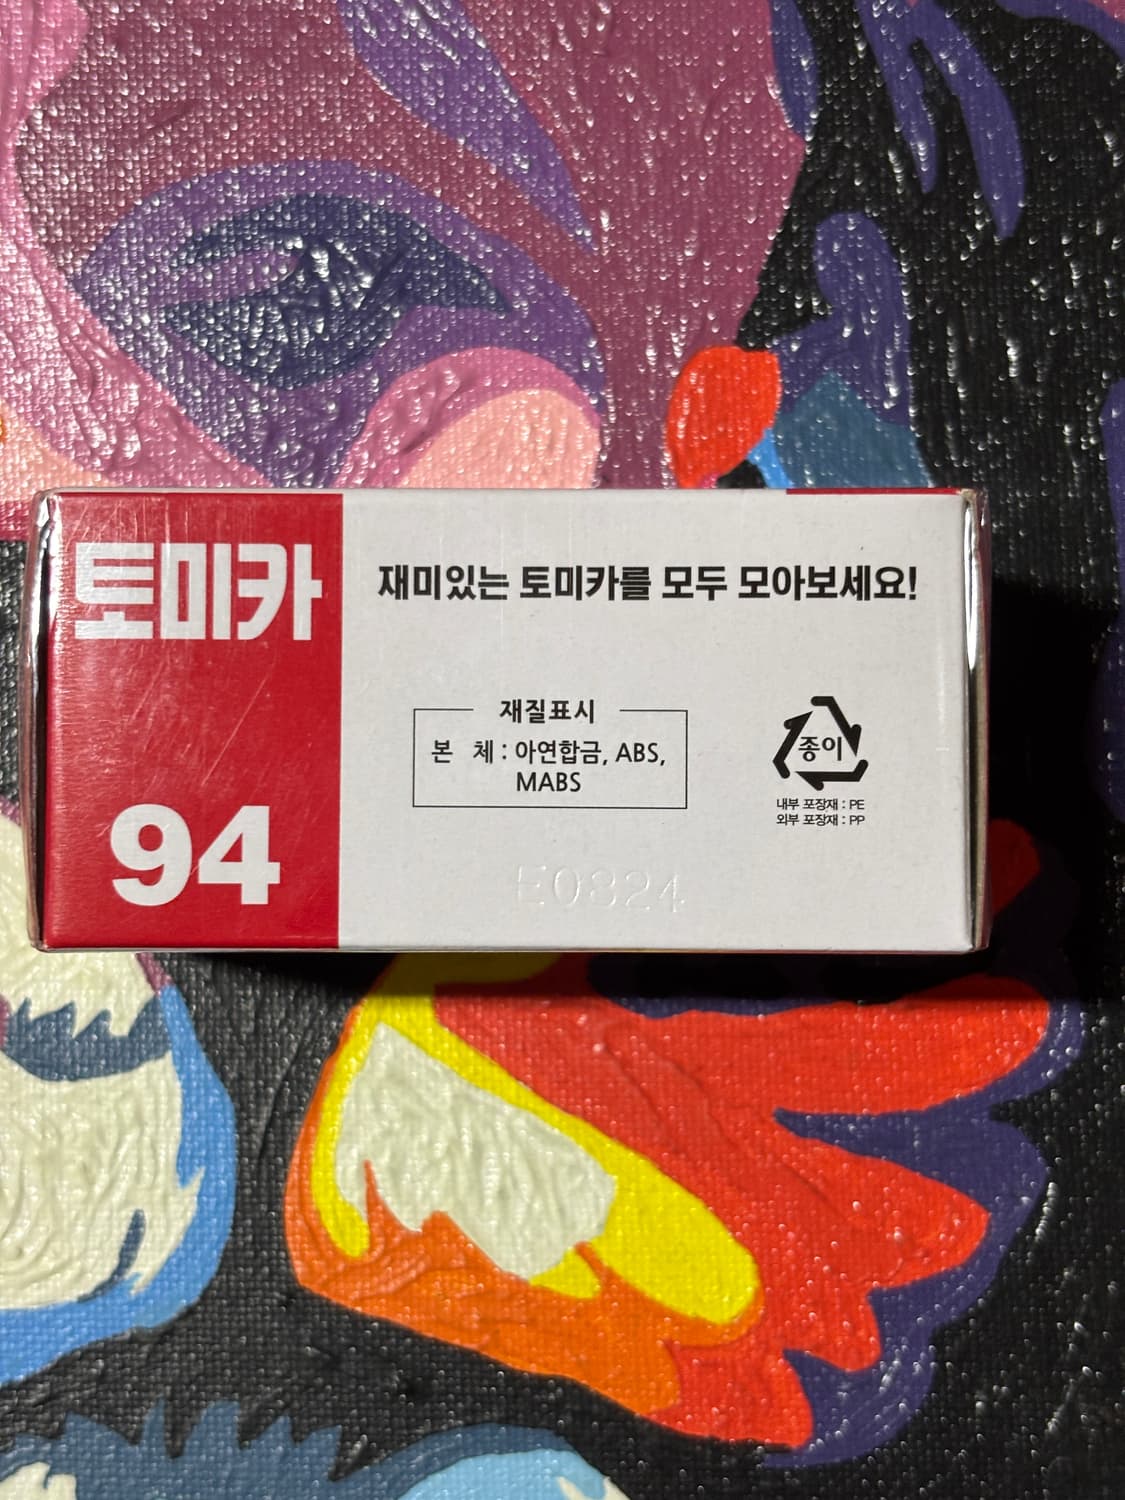 토미카
94
재미있는 토미카를 모두 모아보세요!
재질표시
본 체 : 아연합금, ABS,
MABS
종이
내부 포장재 : PE
외부 포장재 : PP
E0824